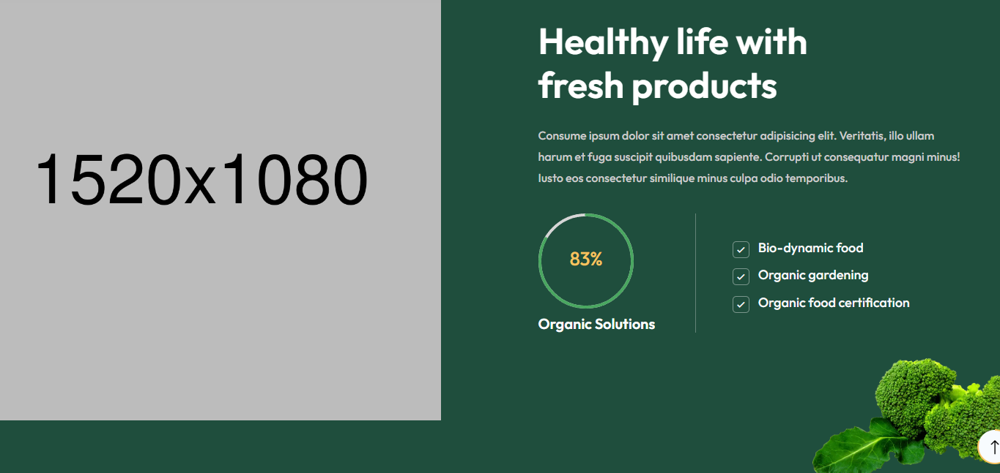 1520x1080
Healthy life with
fresh products
Consume ipsum dolor sit amet consectetur adipisicing elit. Veritatis, illo ullam
harum et fuga suscipit quibusdam sapiente. Corrupti ut consequatur magni minus!
Iusto eos consectetur similique minus culpa odio temporibus.
83%
Organic Solutions
Bio-dynamic food
Organic gardening
Organic food certification